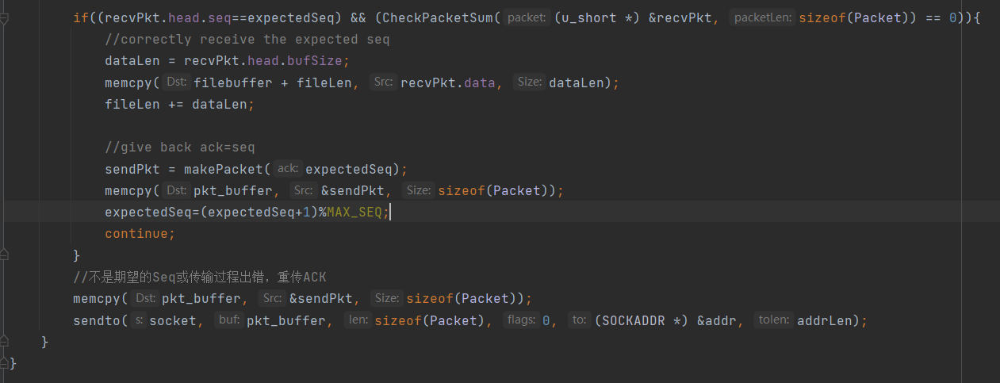 if((recvPkt.head.seq==expectedSeq) && (CheckPacketSum( packet: (u_short *) &recvPkt, packetLen: sizeof(Packet)) == 0)){
//correctly receive the expected seq
dataLen = recvPkt.head.bufSize;
memcpy( Dst: filebuffer + fileLen, Src: recvPkt.data, Size: dataLen);
fileLen += dataLen;
//give back ack=seq
sendPkt = makePacket( ack: expectedSeq);
memcpy( Dst: pkt_buffer, Src: &sendPkt, Size: sizeof(Packet));
expectedSeq=(expectedSeq+1)%MAX_SEQ;
continue;
}
//不是期望的Seq或传输过程出错，重传ACK
memcpy( Dst: pkt_buffer, Src: &sendPkt, Size: sizeof(Packet));
sendto( s: socket, buf: pkt_buffer, len: sizeof(Packet), flags: 0, to: (SOCKADDR *) &addr, tolen: addrLen);
}
}